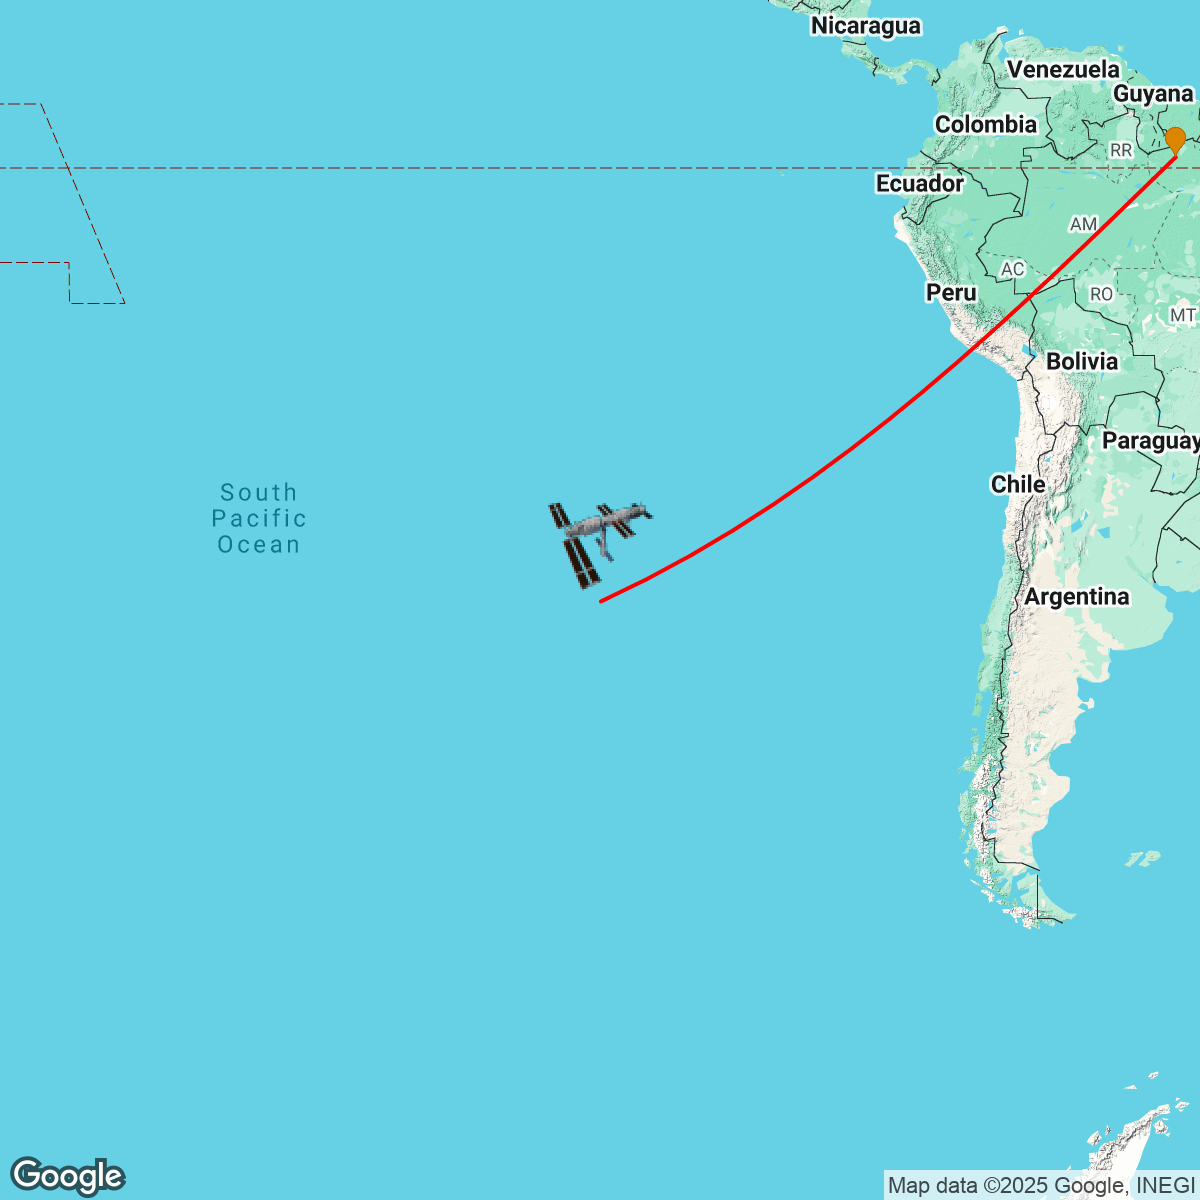 Nicaragua
Venezuela
Guyana
Colombia
RR
Ecuador
AM
AC
Peru
RO
MT
Bolivia
Paraguay
Chile
South
Pacific
Ocean
Argentina
Google
Map data ©2025 Google, INEGI